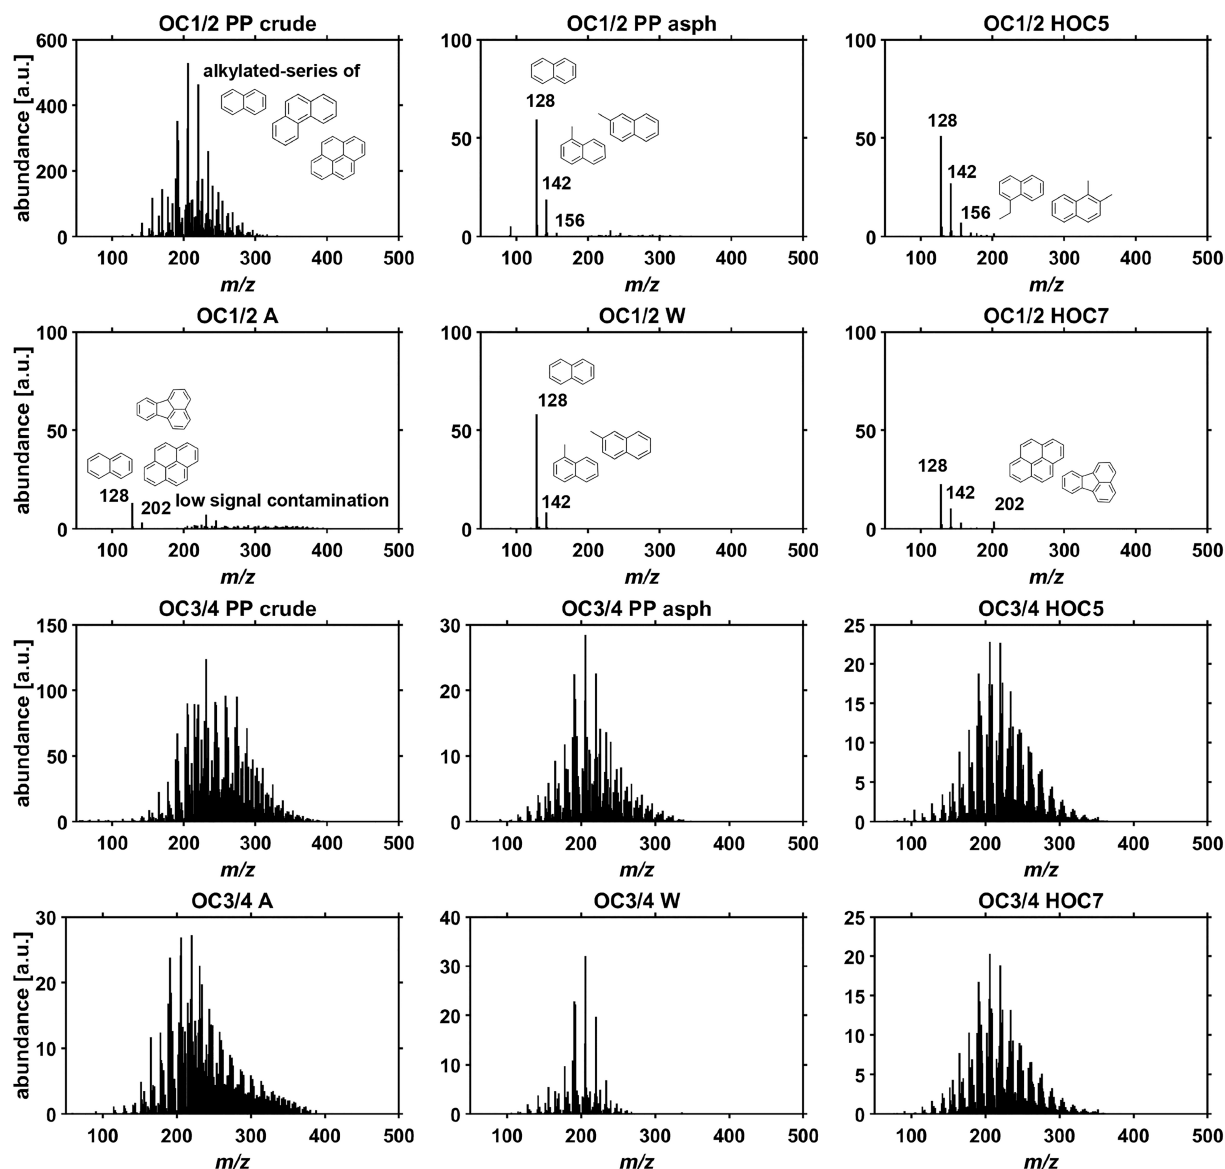 OC1/2 PP crude
OC1/2 PP asph
OC1/2 HOC5
abundance [a.u.]
600
400
200
0
alkylated-series of
100 200 300 400 500
m/z
100
50
0
128
142
156
100 200 300 400 500
m/z
100
50
0
128
142
156
100 200 300 400 500
m/z
OC1/2 A
OC1/2 W
OC1/2 HOC7
abundance [a.u.]
100
50
0
128
202 low signal contamination
100 200 300 400 500
m/z
100
50
0
128
142
100 200 300 400 500
m/z
100
50
0
128
142
202
100 200 300 400 500
m/z
OC3/4 PP crude
OC3/4 PP asph
OC3/4 HOC5
abundance [a.u.]
150
100
50
0
100 200 300 400 500
m/z
30
20
10
0
100 200 300 400 500
m/z
25
20
15
10
5
0
100 200 300 400 500
m/z
OC3/4 A
OC3/4 W
OC3/4 HOC7
abundance [a.u.]
30
20
10
0
100 200 300 400 500
m/z
40
30
20
10
0
100 200 300 400 500
m/z
25
20
15
10
5
0
100 200 300 400 500
m/z